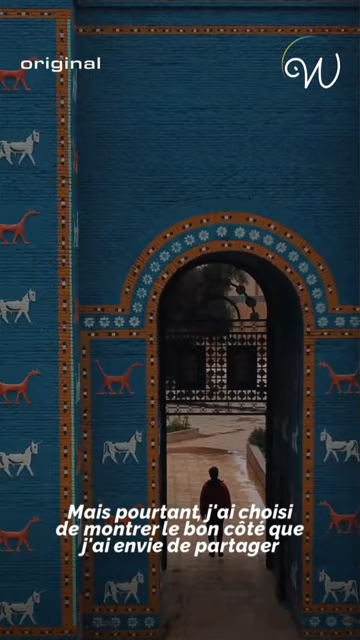 original
W
Mais pourtant, j'ai choisi
de montrer le bon côté que
j'ai envie de partager